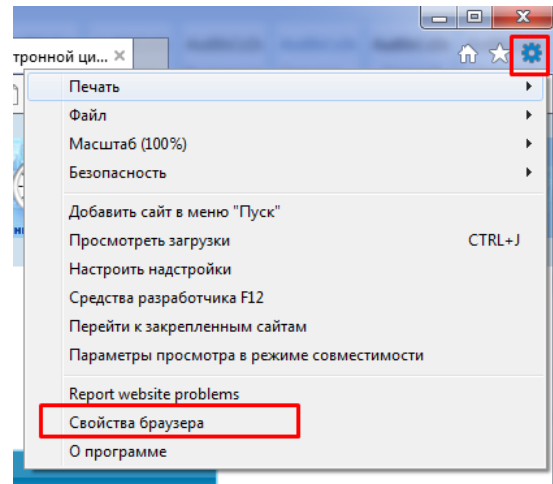 тронной ци...
Печать
Файл
Масштаб (100%)
Безопасность
Добавить сайт в меню "Пуск"
Просмотреть загрузки CTRL+J
Настроить надстройки
Средства разработчика F12
Перейти к закрепленным сайтам
Параметры просмотра в режиме совместимости
Report website problems
Свойства браузера
О программе